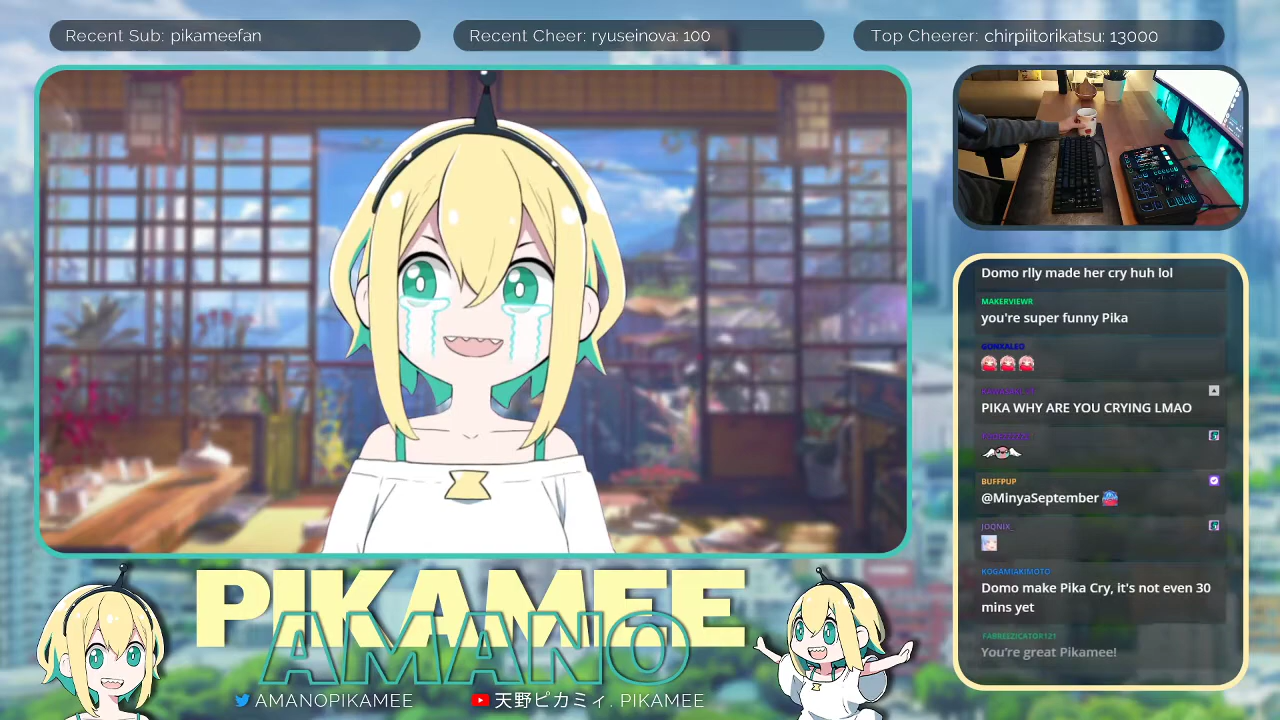 Recent Sub: pikameefan
Recent Cheer: ryuseinova: 100
Top Cheerer: chirpiitorikatsu: 13000
Domo rlly made her cry huh lol
MAKERVIEWR
you're super funny Pika
GONXALEO
PIKA WHY ARE YOU CRYING LMAO
BUFFPUP
@MinyaSeptember
JOONIX_
KOGAMIAKIMOTO
Domo make Pika Cry, it's not even 30
mins yet
FABREEZICATOR121
You're great Pikamee!
PIKAMEE
AMANO
AMANOPIKAMEE
天野ピカミィ. PIKAMEE